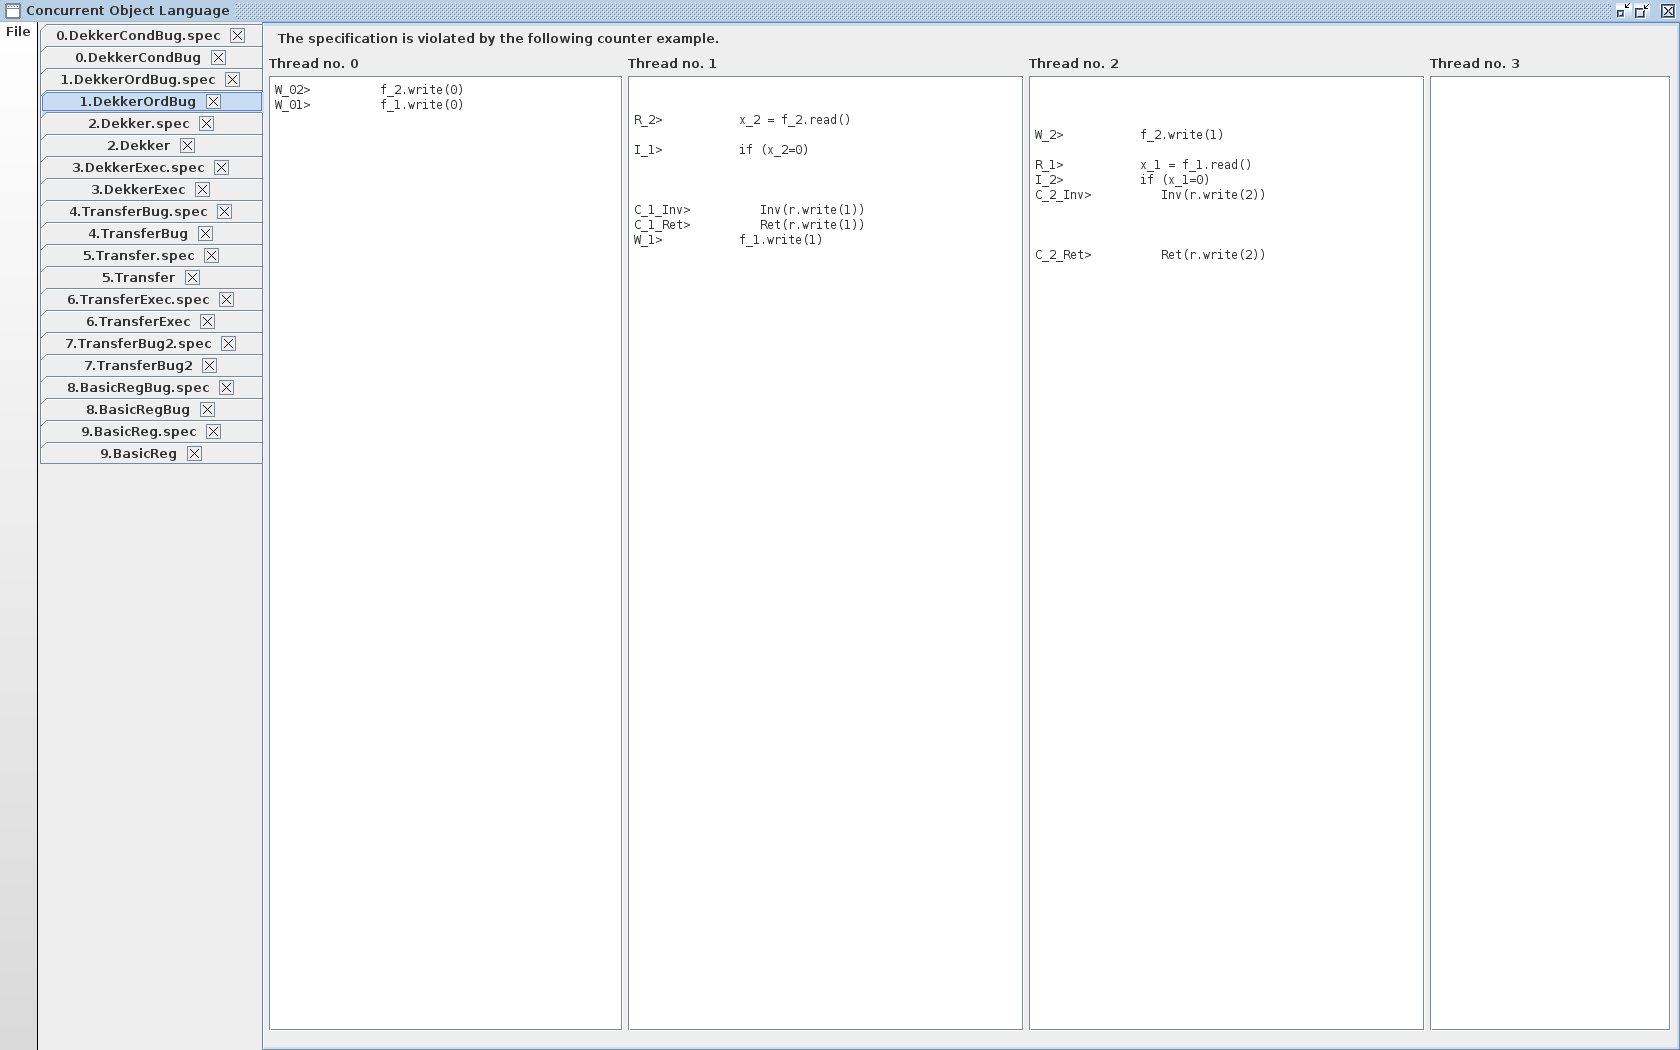 Concurrent Object Language
File
0.DekkerCondBug.spec
0.DekkerCondBug
1.DekkerOrdBug.spec
1.DekkerOrdBug
2.Dekker.spec
2.Dekker
3.DekkerExec.spec
3.DekkerExec
4.TransferBug.spec
4.TransferBug
5.Transfer.spec
5.Transfer
6.TransferExec.spec
6.TransferExec
7.TransferBug2.spec
7.TransferBug2
8.BasicRegBug.spec
8.BasicRegBug
9.BasicReg.spec
9.BasicReg
The specification is violated by the following counter example.
Thread no. 0
W_02> f_2.write(0)
W_01> f_1.write(0)
Thread no. 1
R_2> x_2 = f_2.read()
I_1> if (x_2=0)
C_1_Inv> Inv(r.write(1))
C_1_Ret> Ret(r.write(1))
W_1> f_1.write(1)
Thread no. 2
W_2> f_2.write(1)
R_1> x_1 = f_1.read()
I_2> if (x_1=0)
C_2_Inv> Inv(r.write(2))
C_2_Ret> Ret(r.write(2))
Thread no. 3